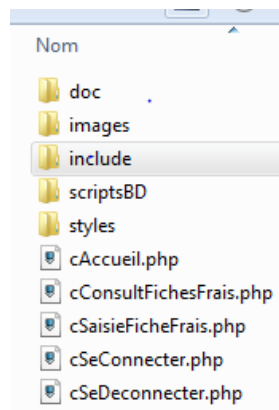 Nom
doc
images
include
scriptsBD
styles
cAccueil.php
cConsultFichesFrais.php
cSaisieFicheFrais.php
cSeConnecter.php
cSeDeconnecter.php